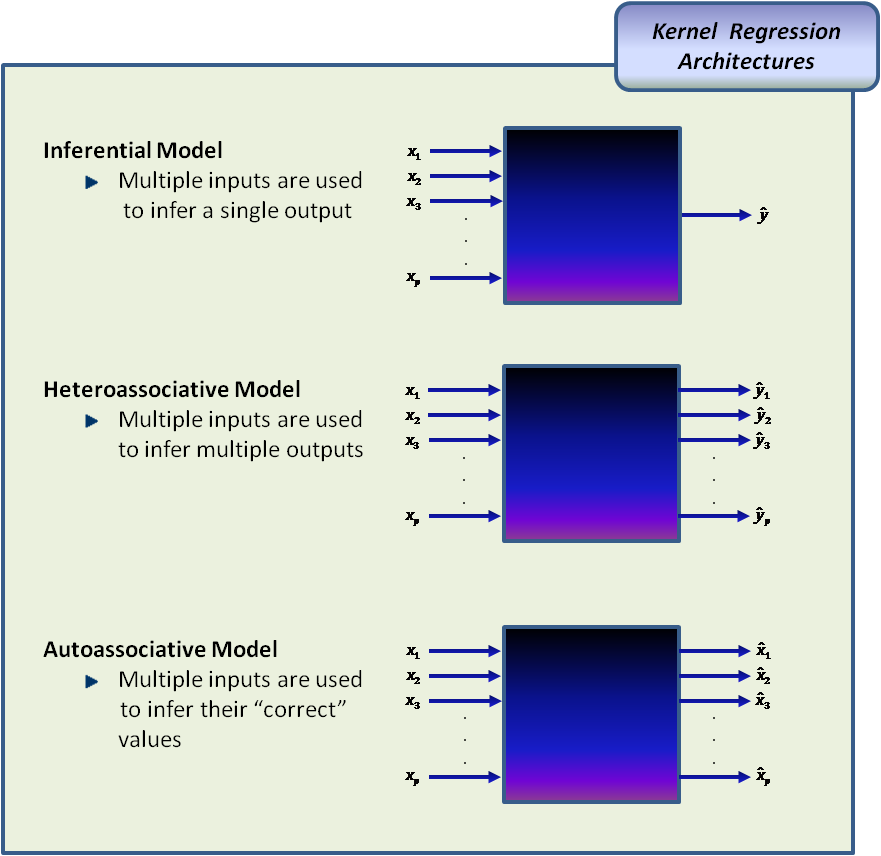 Kernel Regression
Architectures
Inferential Model
Multiple inputs are used
to infer a single output
x₁
x₂
x₃
.
.
.
xₚ
ŷ
Heteroassociative Model
Multiple inputs are used
to infer multiple outputs
x₁
x₂
x₃
.
.
.
xₚ
ŷ₁
ŷ₂
ŷ₃
.
.
.
ŷₚ
Autoassociative Model
Multiple inputs are used
to infer their “correct”
values
x₁
x₂
x₃
.
.
.
xₚ
x̂₁
x̂₂
x̂₃
.
.
.
x̂ₚ